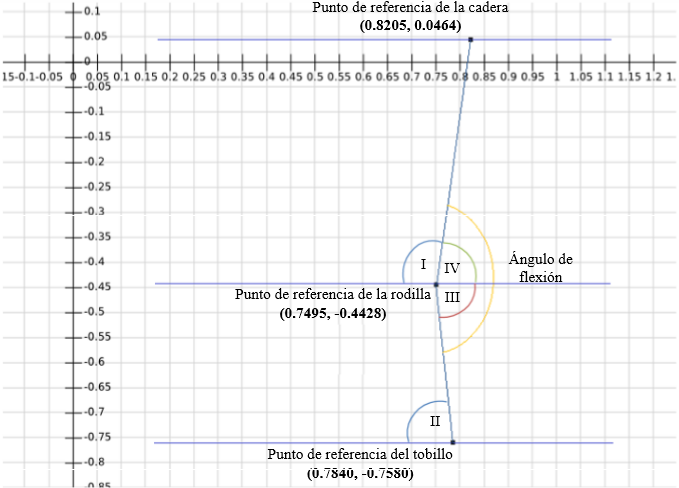 Punto de referencia de la cadera
(0.8205, 0.0464)
0.1
0.05
0
15-0.1-0.05 0 0.05 0.1 0.15 0.2 0.25 0.3 0.35 0.4 0.45 0.5 0.55 0.6 0.65 0.7 0.75 0.8 0.85 0.9 0.95 1 1.05 1.1 1.15 1.2 1.
-0.05
-0.1
-0.15
-0.2
-0.25
-0.3
-0.35
-0.4
I IV
Ángulo de
flexión
-0.45
Punto de referencia de la rodilla III
(0.7495, -0.4428)
-0.5
-0.55
-0.6
-0.65
-0.7
II
-0.75
Punto de referencia del tobillo
(0.7840, -0.7580)
-0.8
-0.85